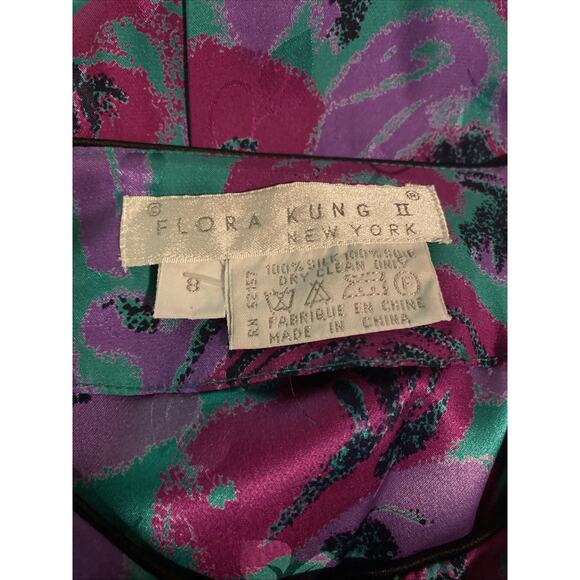 © FLORA KUNG II ®
NEW YORK
8
RN 52157
100% SILK 100% SOIE
DRY CLEAN ONLY
FABRIQUE EN CHINE
MADE IN CHINA